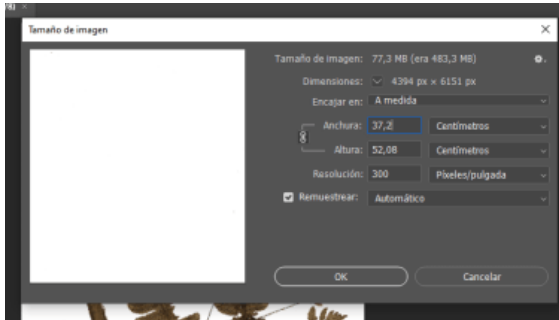 Tamaño de imagen
Tamaño de imagen: 77,3 MB (era 483,3 MB)
Dimensiones: 4394 px × 6151 px
Encajar en: A medida
Anchura: 37,2 Centímetros
Altura: 52,08 Centímetros
Resolución: 300 Píxeles/pulgada
Remuestrear: Automático
OK Cancelar